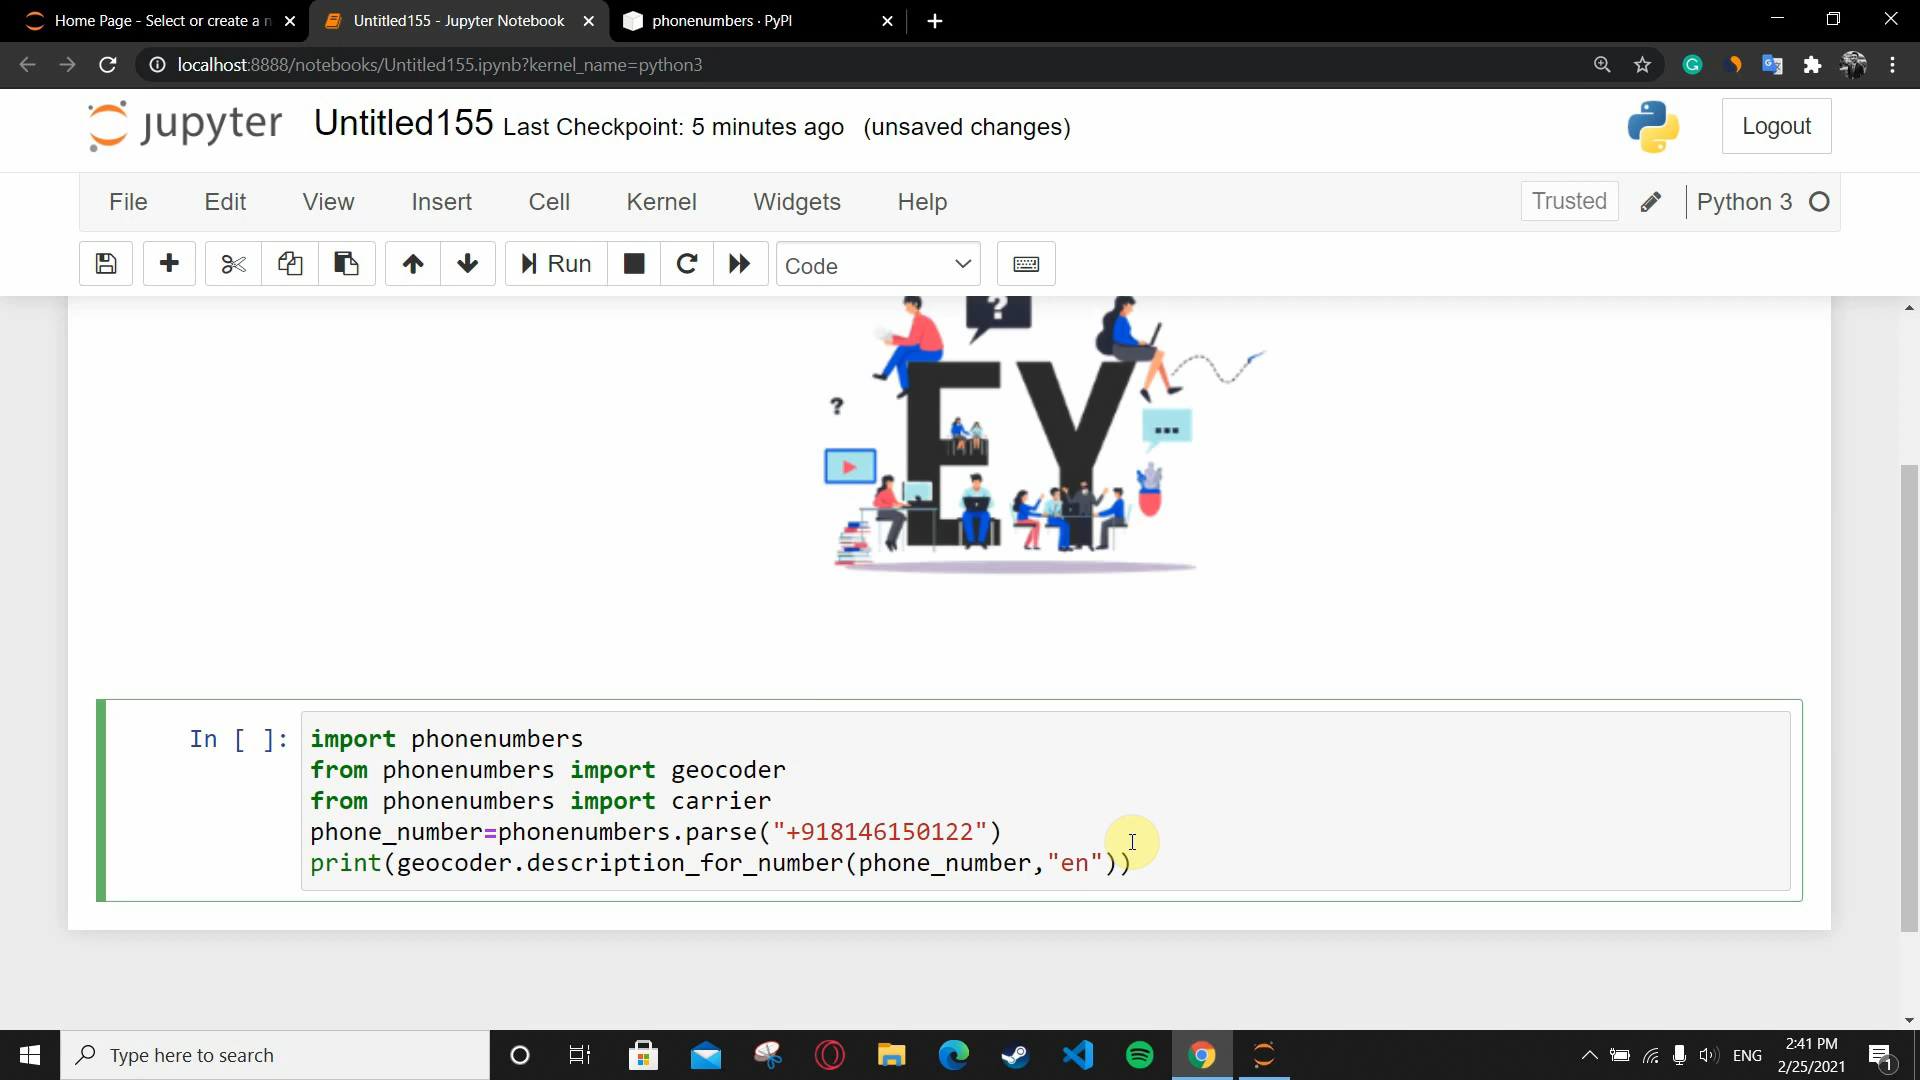 Home Page - Select or create a n
Untitled155 - Jupyter Notebook
phonenumbers · PyPI
localhost:8888/notebooks/Untitled155.ipynb?kernel_name=python3
jupyter Untitled155 Last Checkpoint: 5 minutes ago (unsaved changes)
Logout
File Edit View Insert Cell Kernel Widgets Help
Trusted
Python 3
Run
Code
?
EY
?
...
In [ ]:
import phonenumbers
from phonenumbers import geocoder
from phonenumbers import carrier
phone_number=phonenumbers.parse("+918146150122")
print(geocoder.description_for_number(phone_number,"en"))
Type here to search
ENG
2:41 PM
2/25/2021
1